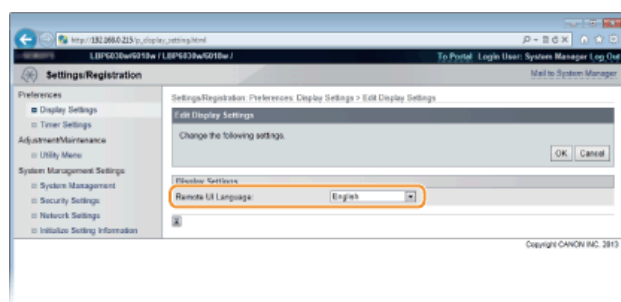 http://192.168.0.215/p_display_setting.html
LBP6030w/6018w / LBP6030w/6018w /
To Portal Login User: System Manager Log Out
Settings/Registration
Mail to System Manager
Preferences
Display Settings
Timer Settings
Adjustment/Maintenance
Utility Menu
System Management Settings
System Management
Security Settings
Network Settings
Initialize Setting Information
Settings/Registration: Preferences: Display Settings > Edit Display Settings
Edit Display Settings
Change the following settings.
OK Cancel
Display Settings
Remote UI Language: English
Copyright CANON INC. 2013